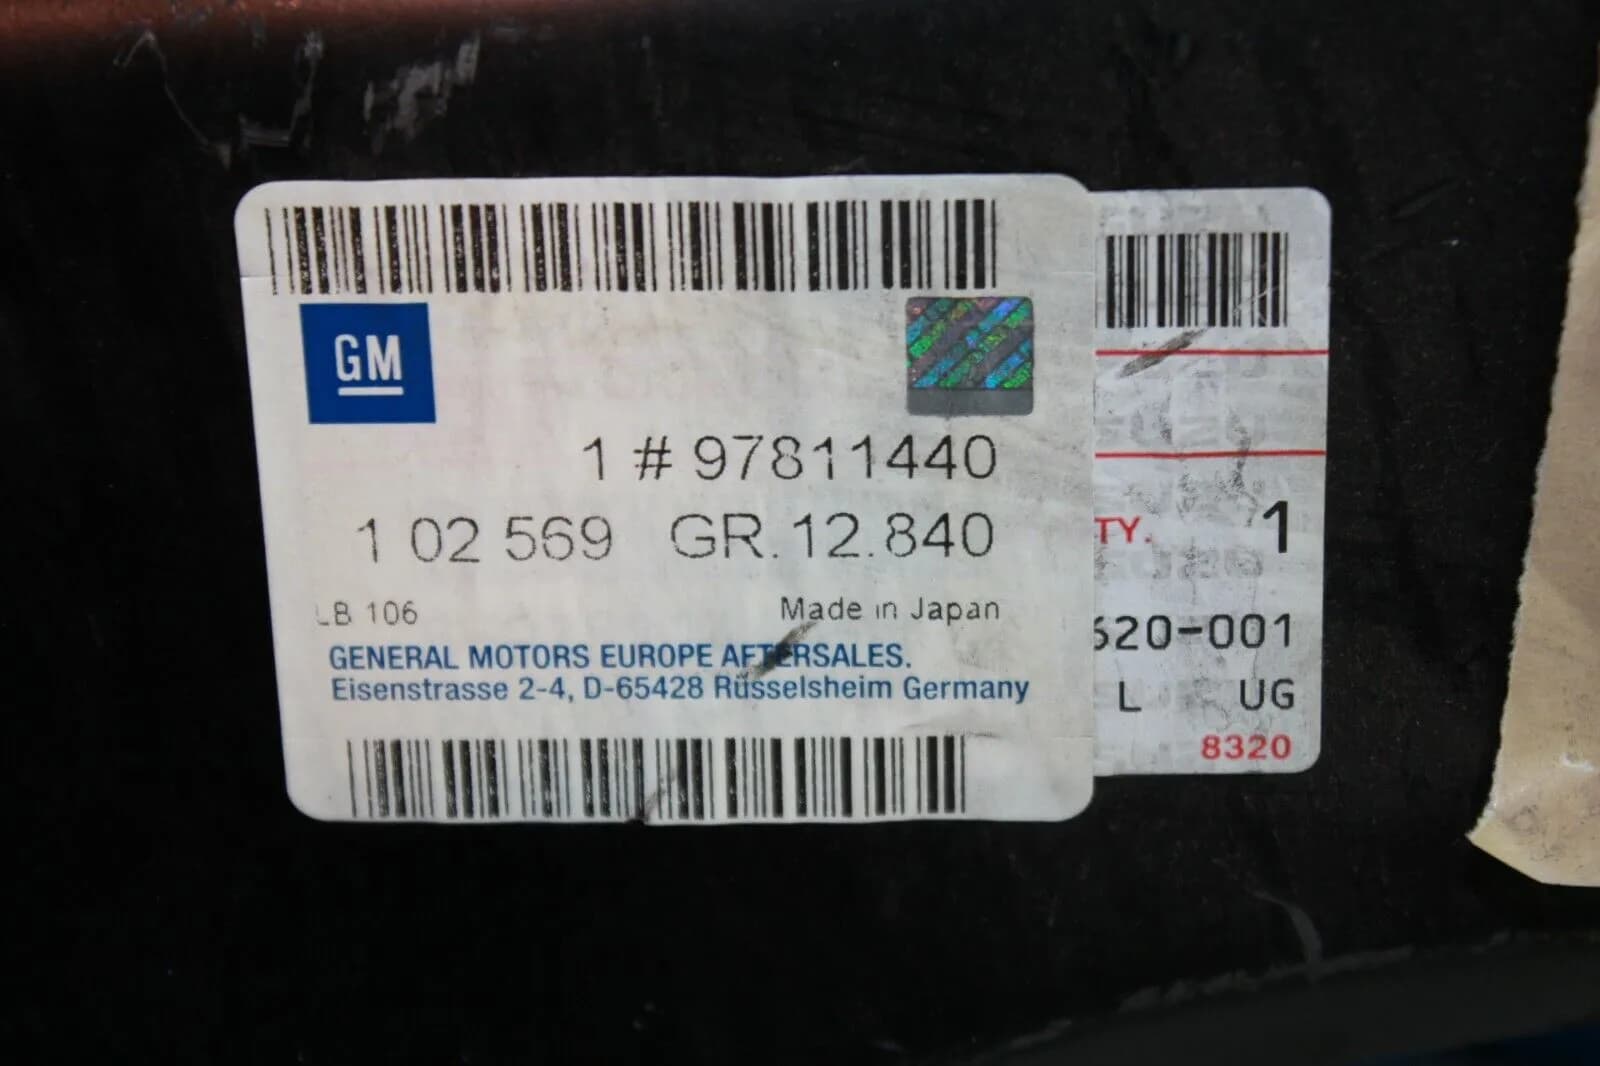 GM
1 # 97811440
1 02 569 GR. 12.840
LB 106 Made in Japan
GENERAL MOTORS EUROPE AFTERSALES.
Eisenstrasse 2-4, D-65428 Rüsselsheim Germany
TY. 1
620-001
L UG
8320